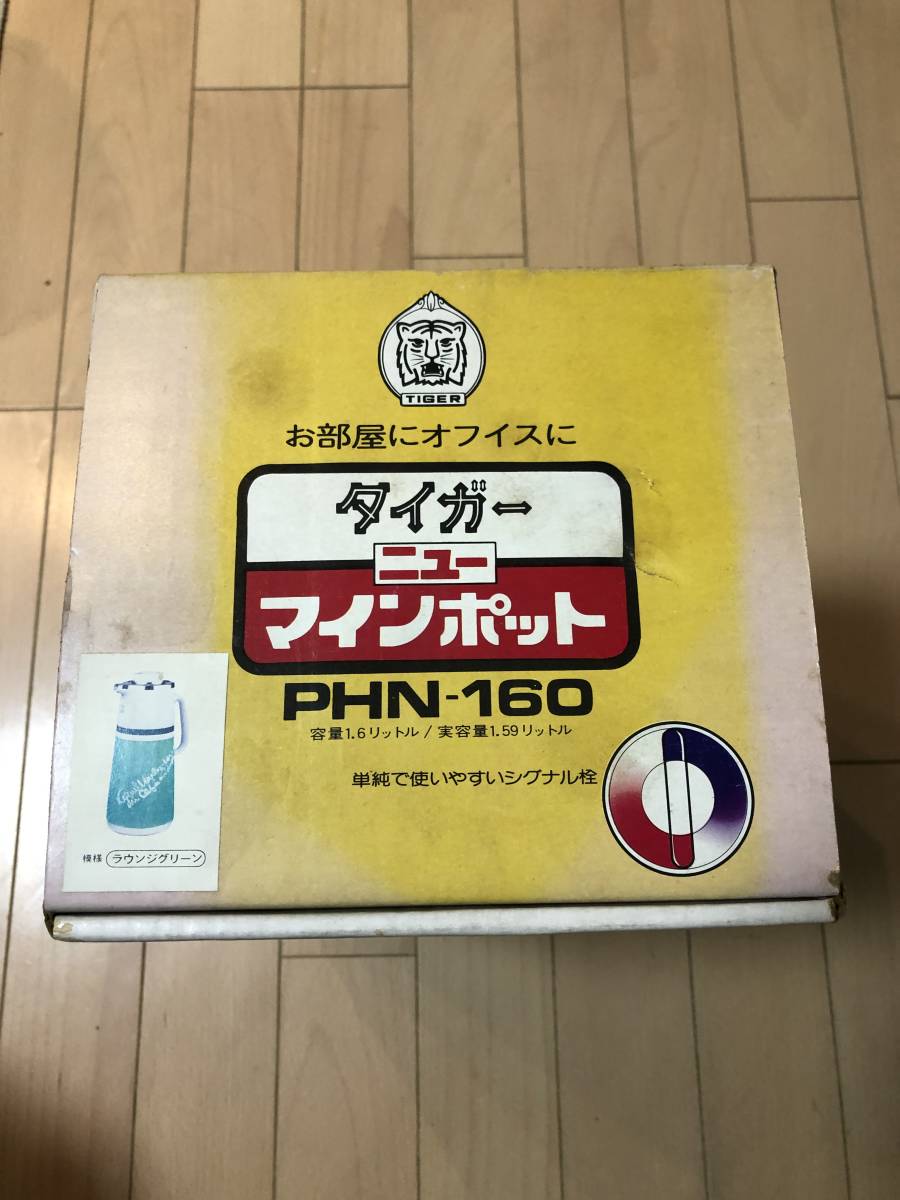 TIGER
お部屋にオフイスに
タイガー
ニュー
マインポット
PHN-160
容量1.6リットル / 実容量1.59リットル
単純で使いやすいシグナル栓
模様 ラウンジグリーン